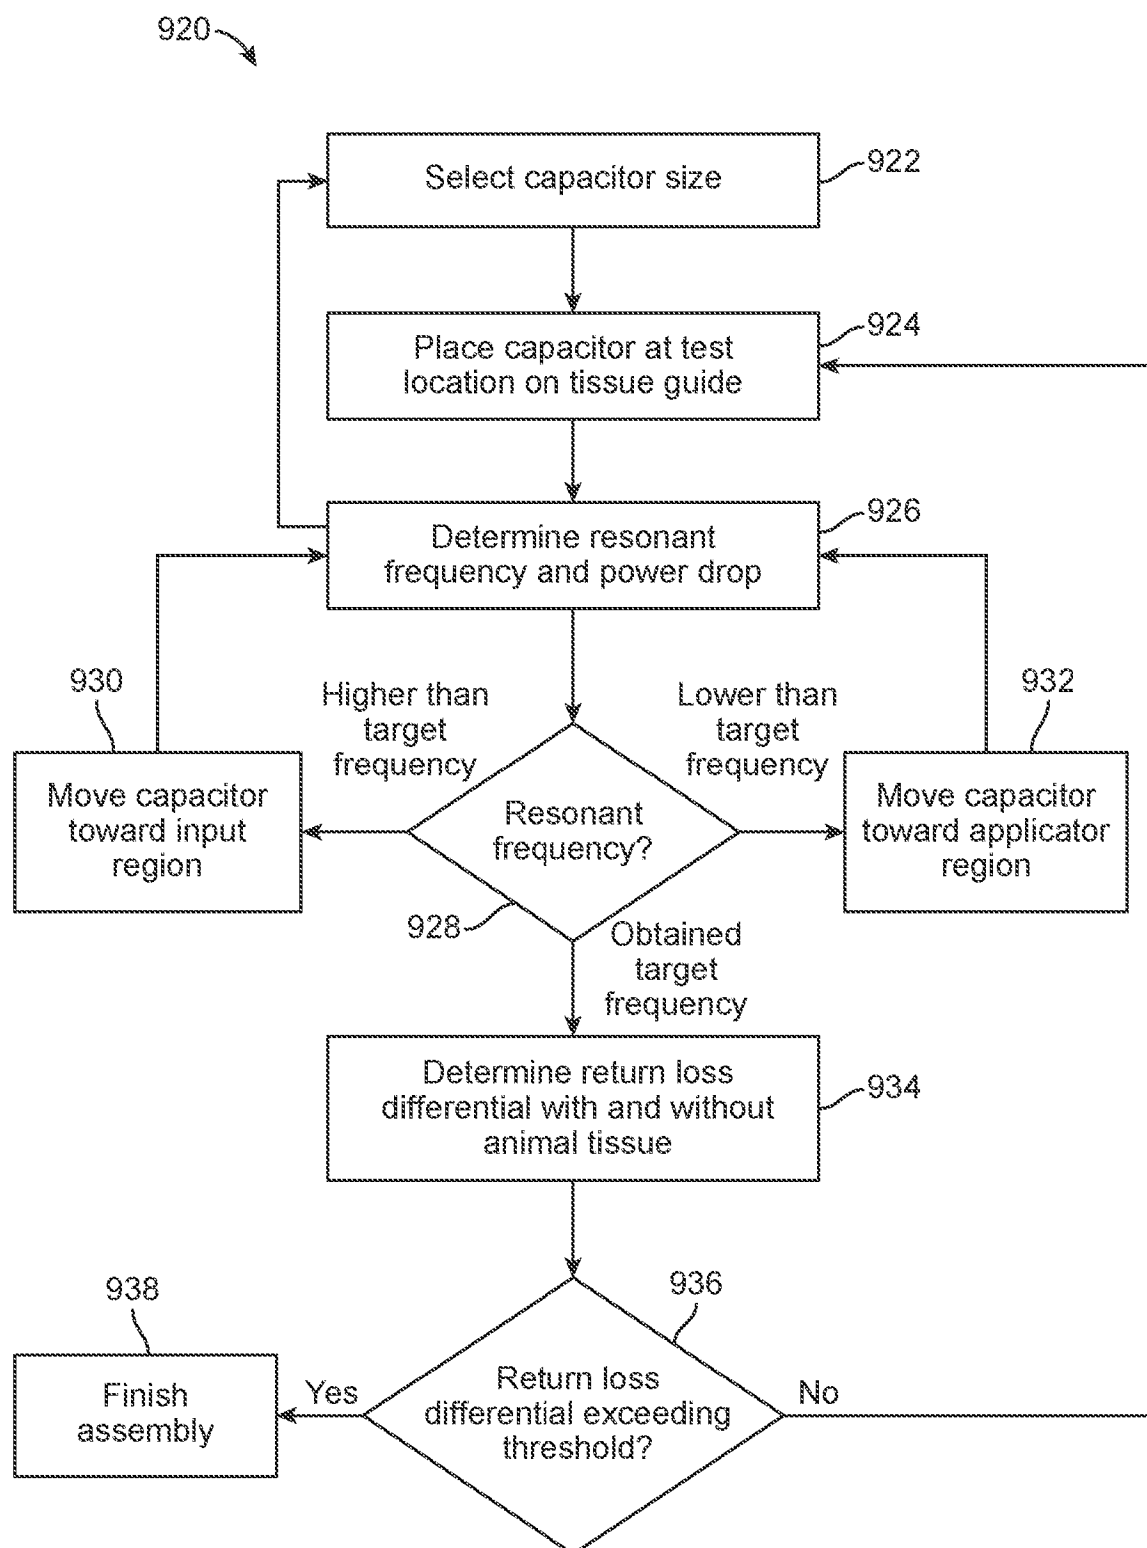 920
Select capacitor size
922
Place capacitor at test
location on tissue guide
924
Determine resonant
frequency and power drop
926
930
Higher than
target
frequency
Lower than
target
frequency
932
Move capacitor
toward input
region
Resonant
frequency?
Move capacitor
toward applicator
region
928
Obtained
target
frequency
Determine return loss
differential with and without
animal tissue
934
938
936
Finish
assembly
Yes
Return loss
differential exceeding
threshold?
No